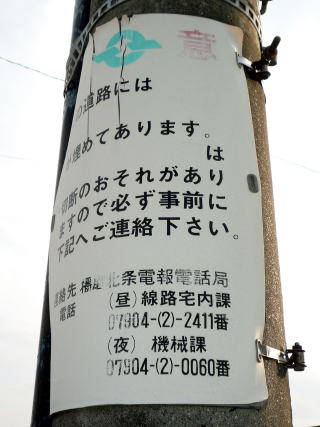 意
道路には
埋めてあります。
は
切断のおそれがあり
ますので必ず事前に
下記へご連絡下さい。
連絡先 播磨北条電報電話局
電話 (昼)線路宅内課
07904-(2)-2411番
(夜) 機械課
07904-(2)-0060番